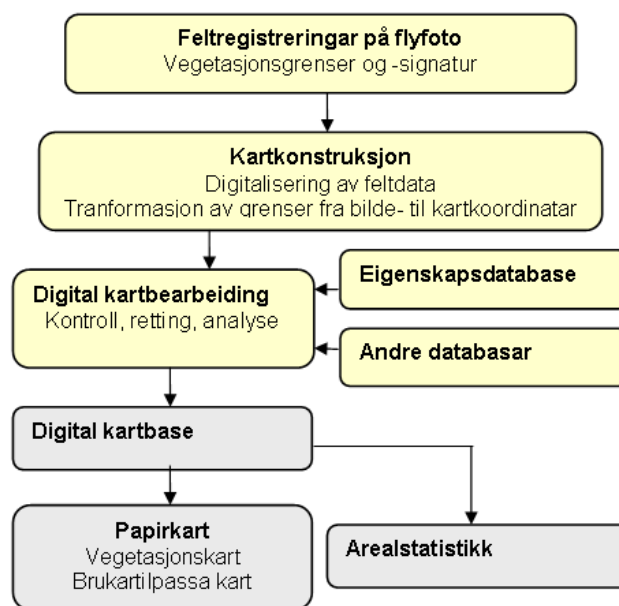 Feltregistreringar på flyfoto
Vegetasjonsgrenser og -signatur
Kartkonstruksjon
Digitalisering av feltdata
Tranformasjon av grenser fra bilde- til kartkoordinatar
Digital kartbearbeiding
Kontroll, retting, analyse
Eigenskapsdatabase
Andre databasar
Digital kartbase
Papirkart
Vegetasjonskart
Brukartilpassa kart
Arealstatistikk